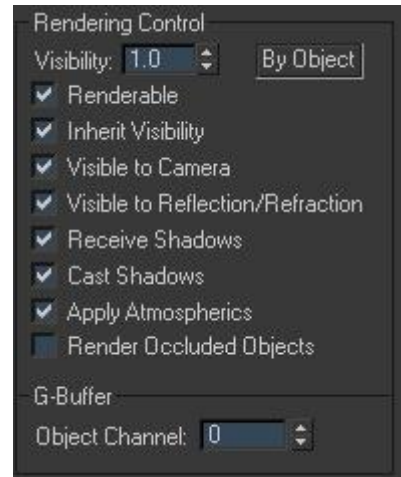 Rendering Control
Visibility: 1.0 By Object
Renderable
Inherit Visibility
Visible to Camera
Visible to Reflection/Refraction
Receive Shadows
Cast Shadows
Apply Atmospherics
Render Occluded Objects
G-Buffer
Object Channel: 0